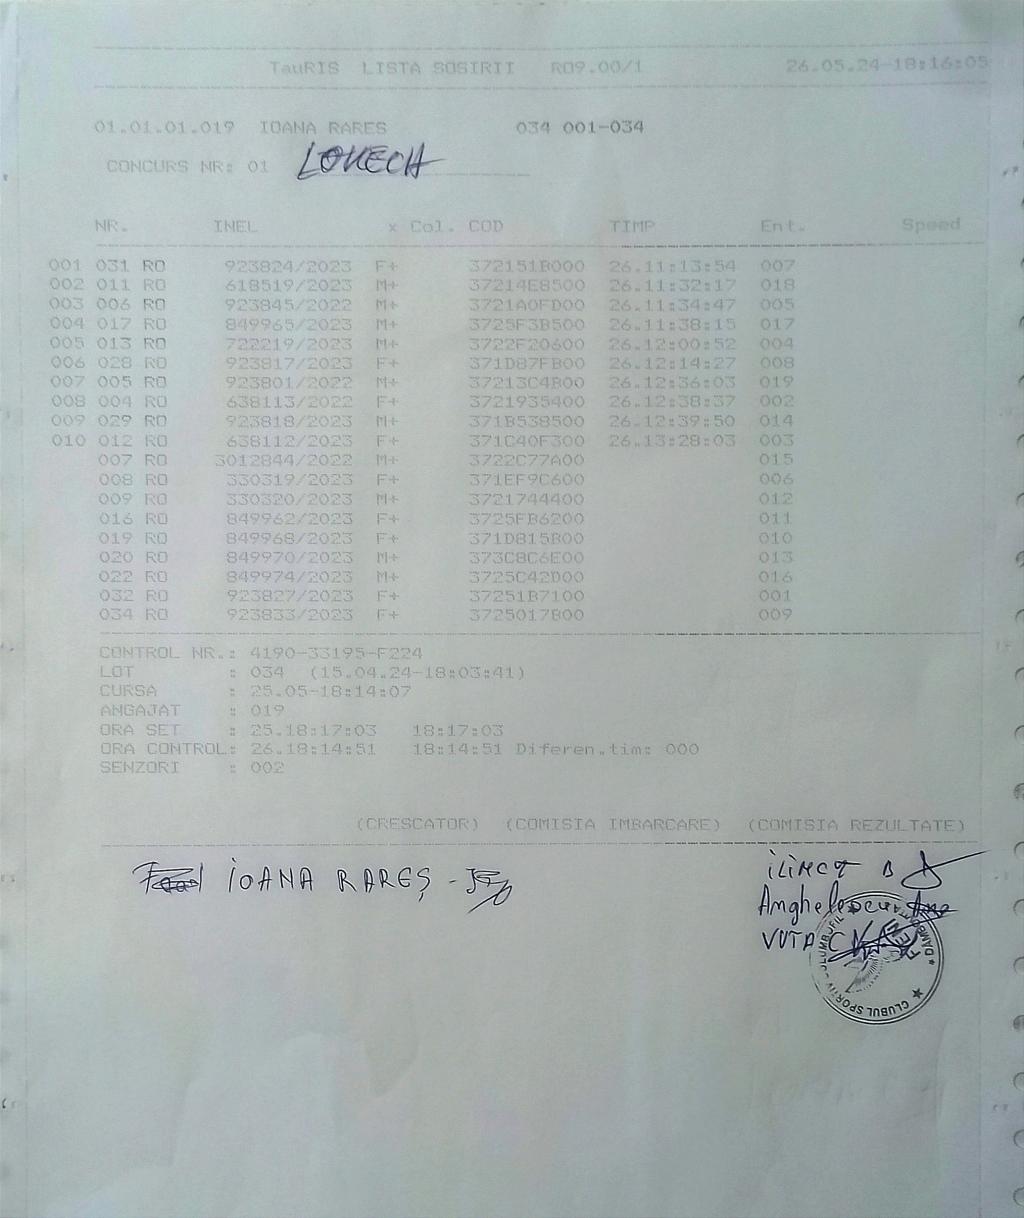 TauRIS LISTA SOSIRII RO9.00/1 26.05.24-18:16:05
01.01.01.019 IOANA RARES 034 001-034
CONCURS NR: 01
NR. INEL x Col. COD TIMP Ent. Speed
001 031 RO 923824/2023 F+ 372151B000 26.11:13:54 007
002 011 RO 618519/2023 M+ 37214E8500 26.11:32:17 018
003 006 RO 923845/2022 M+ 3721A0FD00 26.11:34:47 005
004 017 RO 849965/2023 M+ 3725F3B500 26.11:38:15 017
005 013 RO 722219/2023 M+ 3722F20600 26.12:00:52 004
006 028 RO 923817/2023 F+ 371D87FB00 26.12:14:27 008
007 005 RO 923801/2022 M+ 37213C4B00 26.12:36:03 019
008 004 RO 638113/2022 F+ 3721935400 26.12:38:37 002
009 029 RO 923818/2023 M+ 371B538500 26.12:39:50 014
010 012 RO 638112/2023 F+ 371C40F300 26.13:28:03 003
007 RO 3012844/2022 M+ 3722C77A00 015
008 RO 330319/2023 F+ 371EF9C600 006
009 RO 330320/2023 M+ 3721744400 012
016 RO 849962/2023 F+ 3725FB6200 011
019 RO 849968/2023 F+ 371D815B00 010
020 RO 849970/2023 M+ 373C8C6E00 013
022 RO 849974/2023 M+ 3725C42D00 016
032 RO 923827/2023 F+ 37251B7100 001
034 RO 923833/2023 F+ 3725017B00 009
CONTROL NR.: 4190-33195-F224
LOT : 034 (15.04.24-18:03:41)
CURSA : 25.05-18:14:07
ANGAJAT : 019
ORA SET : 25.18:17:03 18:17:03
ORA CONTROL: 26.18:14:51 18:14:51 Diferen.tim: 000
SENZORI : 002
(CRESCATOR) (COMISIA IMBARCARE) (COMISIA REZULTATE)
IOANA RAREȘ
Anghelescu
VUTA
CLUBUL SPORTIV COLUMBOFIL DAMBOVITA